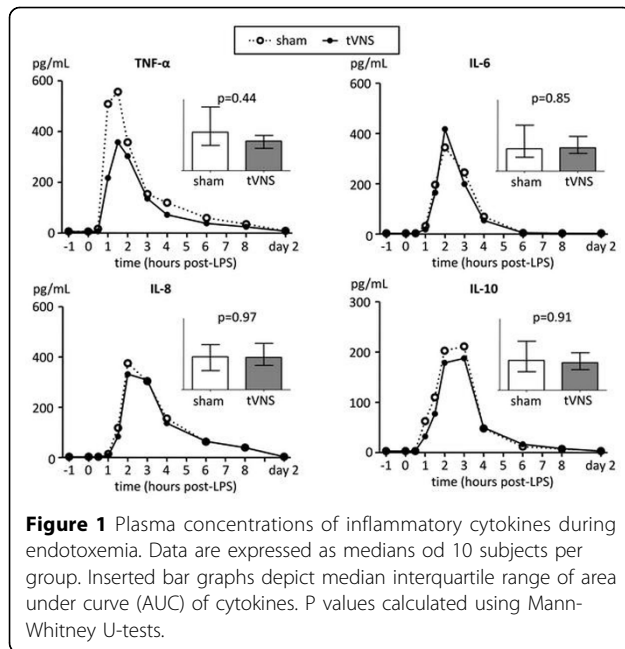 sham tVNS
pg/mL TNF-α
600
400
200
0
p=0.44
sham tVNS
-1 0 1 2 3 4 6 8 day 2
time (hours post-LPS)
pg/mL IL-6
600
400
200
0
p=0.85
sham tVNS
-1 0 1 2 3 4 6 8 day 2
time (hours post-LPS)
pg/mL IL-8
600
400
200
0
p=0.97
sham tVNS
-1 0 1 2 3 4 6 8 day 2
time (hours post-LPS)
pg/mL IL-10
300
200
100
0
p=0.91
sham tVNS
-1 0 1 2 3 4 6 8 day 2
time (hours post-LPS)
Figure 1 Plasma concentrations of inflammatory cytokines during
endotoxemia. Data are expressed as medians od 10 subjects per
group. Inserted bar graphs depict median interquartile range of area
under curve (AUC) of cytokines. P values calculated using Mann-
Whitney U-tests.